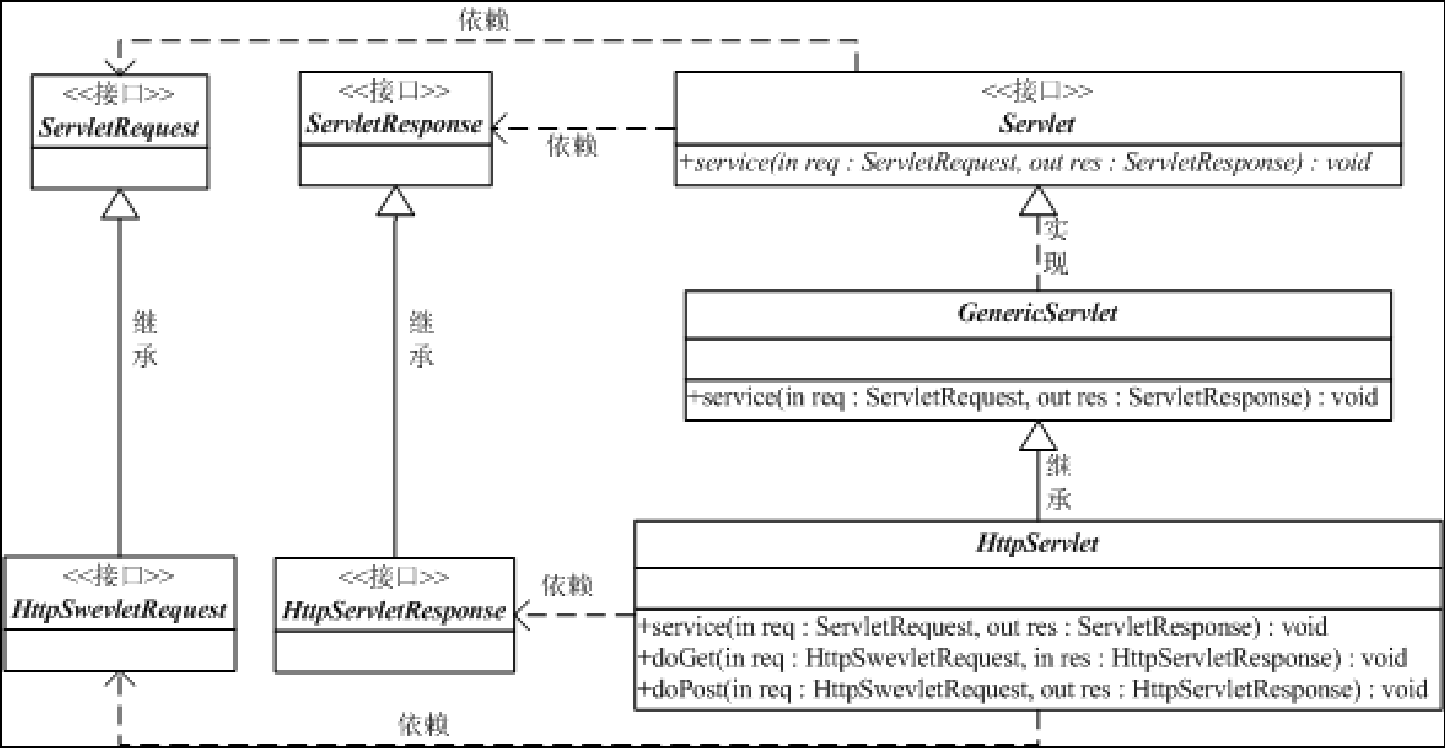 依赖
<<接口>>
ServletRequest
<<接口>>
ServletResponse
依赖
<<接口>>
Servlet
+service(in req : ServletRequest, out res : ServletResponse) : void
实
现
继
承
继
承
GenericServlet
+service(in req : ServletRequest, out res : ServletResponse) : void
继
承
<<接口>>
HttpSwevletRequest
<<接口>>
HttpServletResponse
依赖
HttpServlet
+service(in req : ServletRequest, out res : ServletResponse) : void
+doGet(in req : HttpSwevletRequest, in res : HttpServletResponse) : void
+doPost(in req : HttpSwevletRequest, out res : HttpServletResponse) : void
依赖